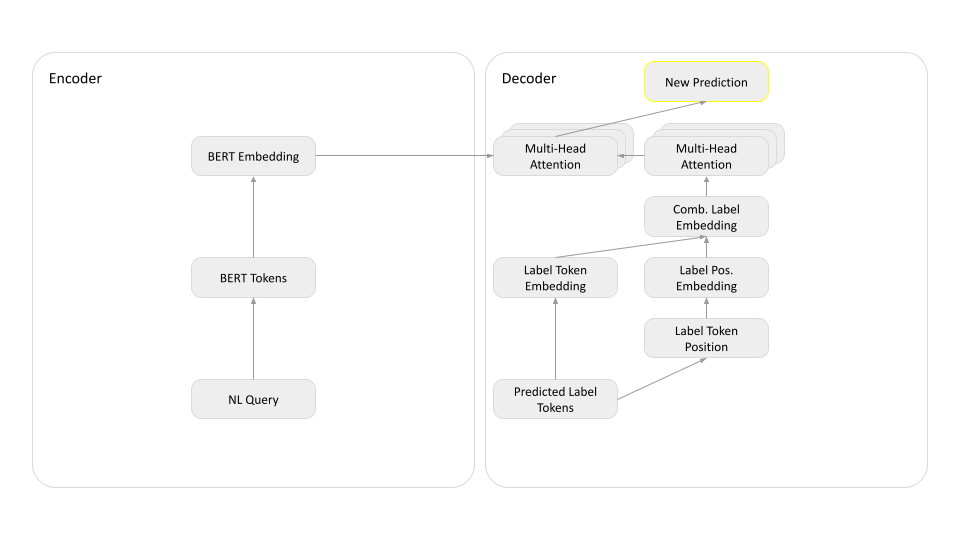 Encoder
BERT Embedding
BERT Tokens
NL Query
Decoder
New Prediction
Multi-Head
Attention
Multi-Head
Attention
Comb. Label
Embedding
Label Token
Embedding
Label Pos.
Embedding
Label Token
Position
Predicted Label
Tokens